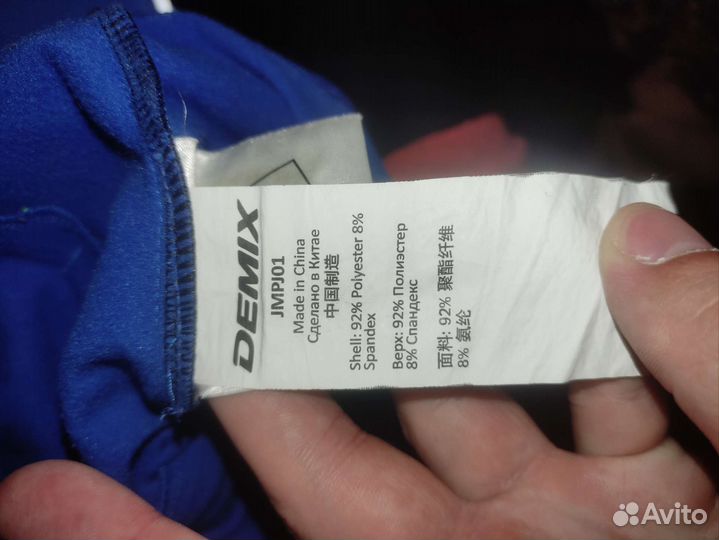 DEMIX
JMPJ01
Made in China
Сделано в Китае
中国制造
Shell: 92% Polyester 8%
Spandex
Верх: 92% Полиэстер
8% Спандекс
面料: 92% 聚酯纤维
8% 氨纶
Avito